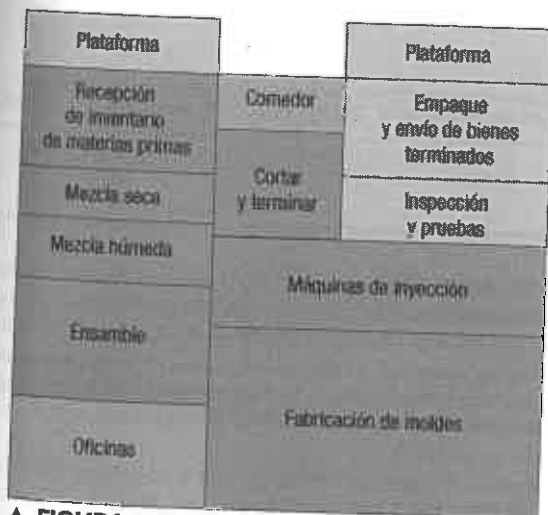 Plataforma
Recepción
de inventario
de materias primas
Mezcla seca
Mezcla húmeda
Ensamble
Oficinas
Comedor
Cortar
y terminar
Plataforma
Empaque
y envío de bienes
terminados
Inspección
y pruebas
Máquinas de inyección
Fabricación de moldes
▲ FIGURA